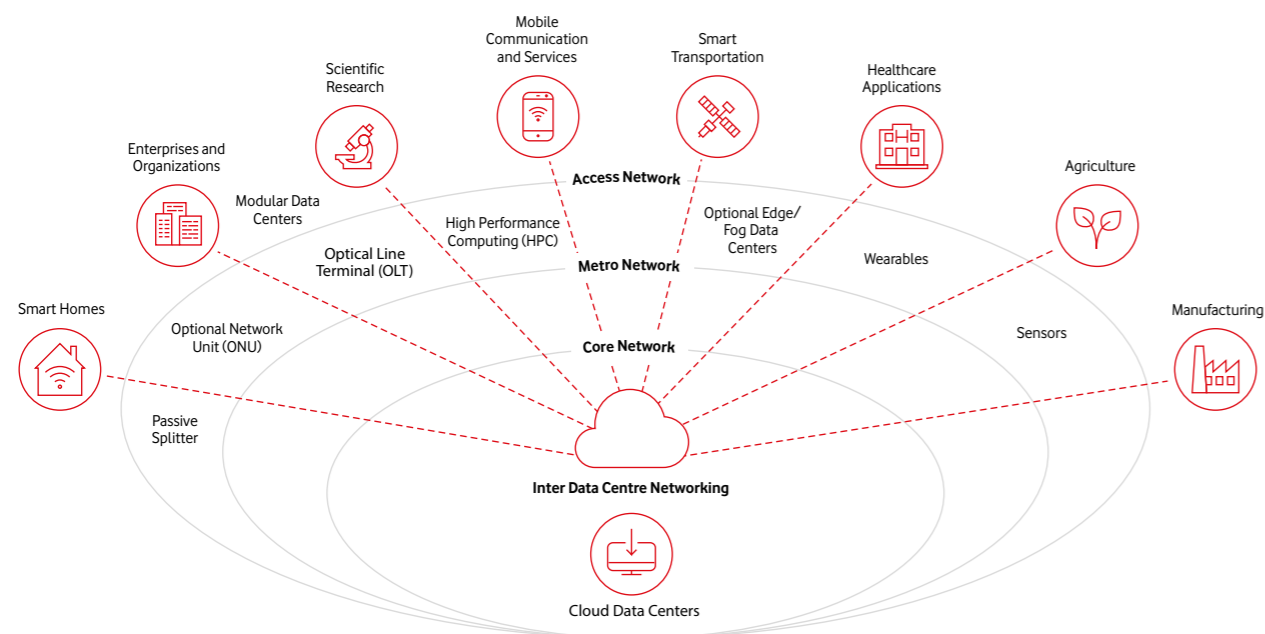 Mobile
Communication
and Services
Smart
Transportation
Scientific
Research
Healthcare
Applications
Enterprises and
Organizations
Agriculture
Access Network
Modular Data
Centers
High Performance
Computing (HPC)
Optional Edge/
Fog Data
Centers
Optical Line
Terminal (OLT)
Metro Network
Wearables
Smart Homes
Manufacturing
Optional Network
Unit (ONU)
Sensors
Core Network
Passive
Splitter
Inter Data Centre Networking
Cloud Data Centers